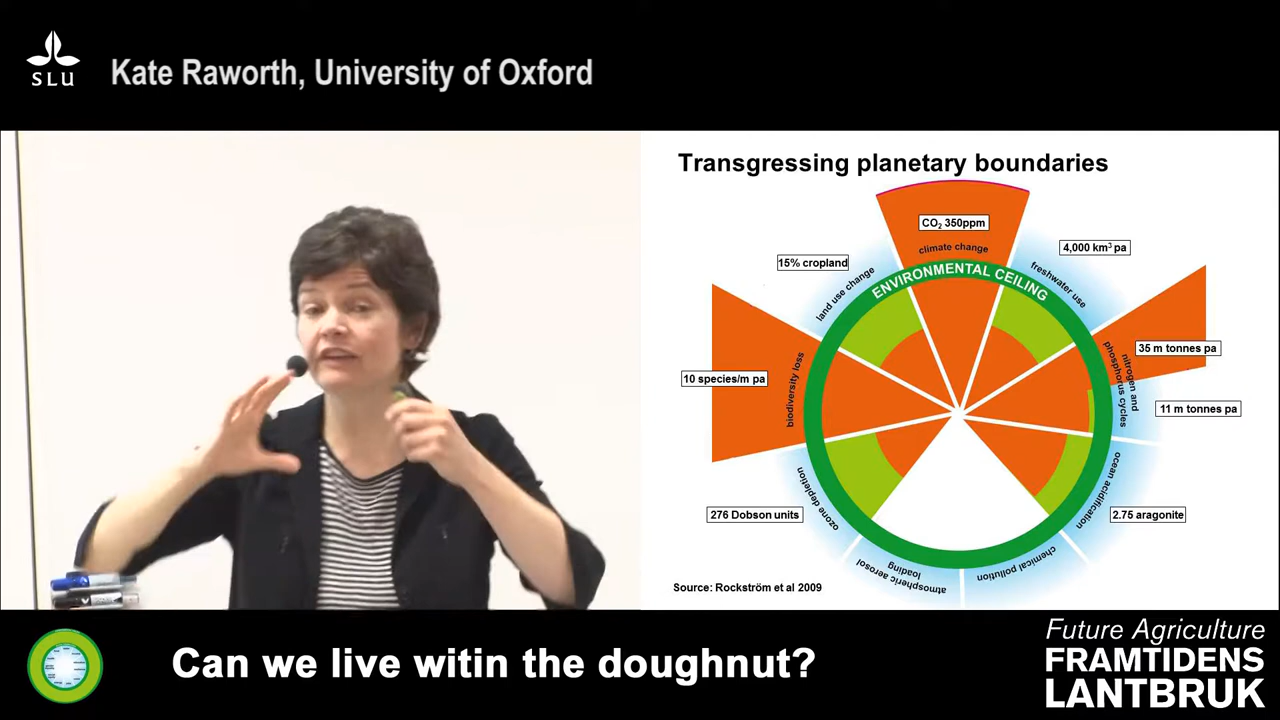 SLU
Kate Raworth, University of Oxford
Transgressing planetary boundaries
CO₂ 350ppm
climate change
4,000 km³ pa
freshwater use
15% cropland
land use change
ENVIRONMENTAL CEILING
35 m tonnes pa
nitrogen and
phosphorus cycles
11 m tonnes pa
10 species/m pa
biodiversity loss
276 Dobson units
ozone depletion
2.75 aragonite
ocean acidification
atmospheric aerosol
loading
chemical pollution
Source: Rockström et al 2009
Can we live witin the doughnut?
Future Agriculture
FRAMTIDENS
LANTBRUK